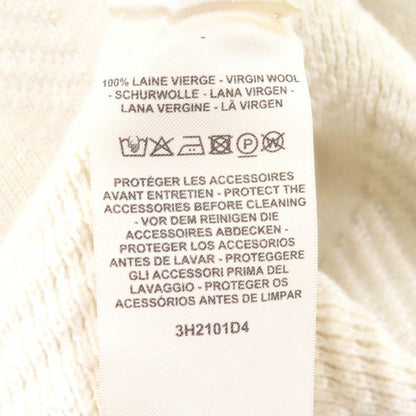 100% LAINE VIERGE - VIRGIN WOOL
- SCHURWOLLE - LANA VIRGEN -
LANA VERGINE - LÀ VIRGEN
P
W
PROTÉGER LES ACCESSOIRES
AVANT ENTRETIEN - PROTECT THE
ACCESSORIES BEFORE CLEANING
- VOR DEM REINIGEN DIE
ACCESSOIRES ABDECKEN -
PROTEGER LOS ACCESORIOS
ANTES DE LAVAR - PROTEGGERE
GLI ACCESSORI PRIMA DEL
LAVAGGIO - PROTEGER OS
ACESSÓRIOS ANTES DE LIMPAR
3H2101D4